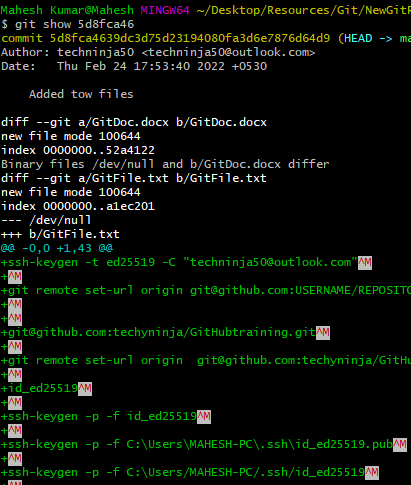 Mahesh Kumar@Mahesh MINGW64 ~/Desktop/Resources/Git/NewGitR
$ git show 5d8fca46
commit 5d8fca4639dc3d75d23194080fa3d6e7876d64d9 (HEAD -> ma
Author: techninja50 <techninja50@outlook.com>
Date:   Thu Feb 24 17:53:40 2022 +0530

    Added tow files

diff --git a/GitDoc.docx b/GitDoc.docx
new file mode 100644
index 0000000..52a4122
Binary files /dev/null and b/GitDoc.docx differ
diff --git a/GitFile.txt b/GitFile.txt
new file mode 100644
index 0000000..a1ec201
--- /dev/null
+++ b/GitFile.txt
@@ -0,0 +1,43 @@
+ssh-keygen -t ed25519 -C "techninja50@outlook.com"^M
+^M
+git remote set-url origin git@github.com:USERNAME/REPOSITO
+^M
+^M
+git@github.com:techyninja/GitHubtraining.git^M
+^M
+git remote set-url origin  git@github.com:techyninja/GitHu
+^M
+id_ed25519^M
+^M
+ssh-keygen -p -f id_ed25519^M
+^M
+ssh-keygen -p -f C:\Users\MAHESH-PC\.ssh\id_ed25519.pub^M
+^M
+ssh-keygen -p -f C:/Users/MAHESH-PC/.ssh/id_ed25519^M
+^M